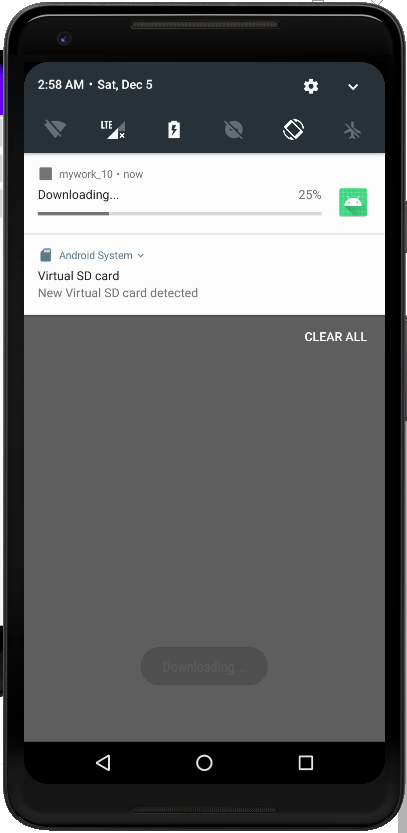 2:58 AM • Sat, Dec 5
LTE
mywork_10 • now
Downloading... 25%
Android System
Virtual SD card
New Virtual SD card detected
CLEAR ALL
Downloading...